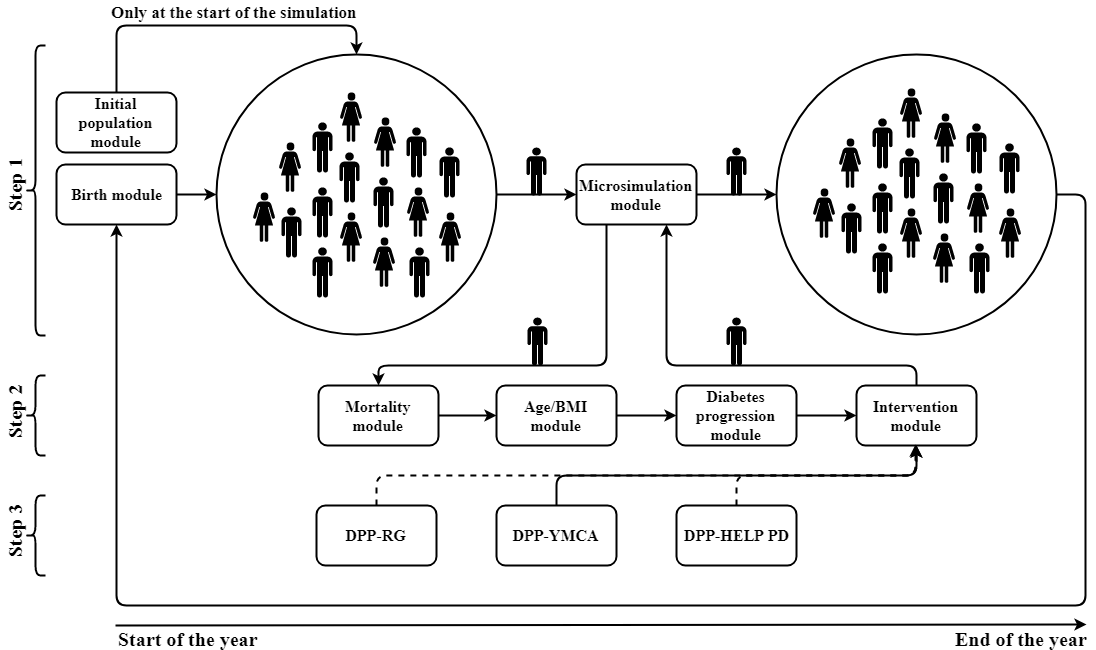 Only at the start of the simulation
Step 1
Initial
population
module
Birth module
Microsimulation
module
Step 2
Mortality
module
Age/BMI
module
Diabetes
progression
module
Intervention
module
Step 3
DPP-RG
DPP-YMCA
DPP-HELP PD
Start of the year
End of the year